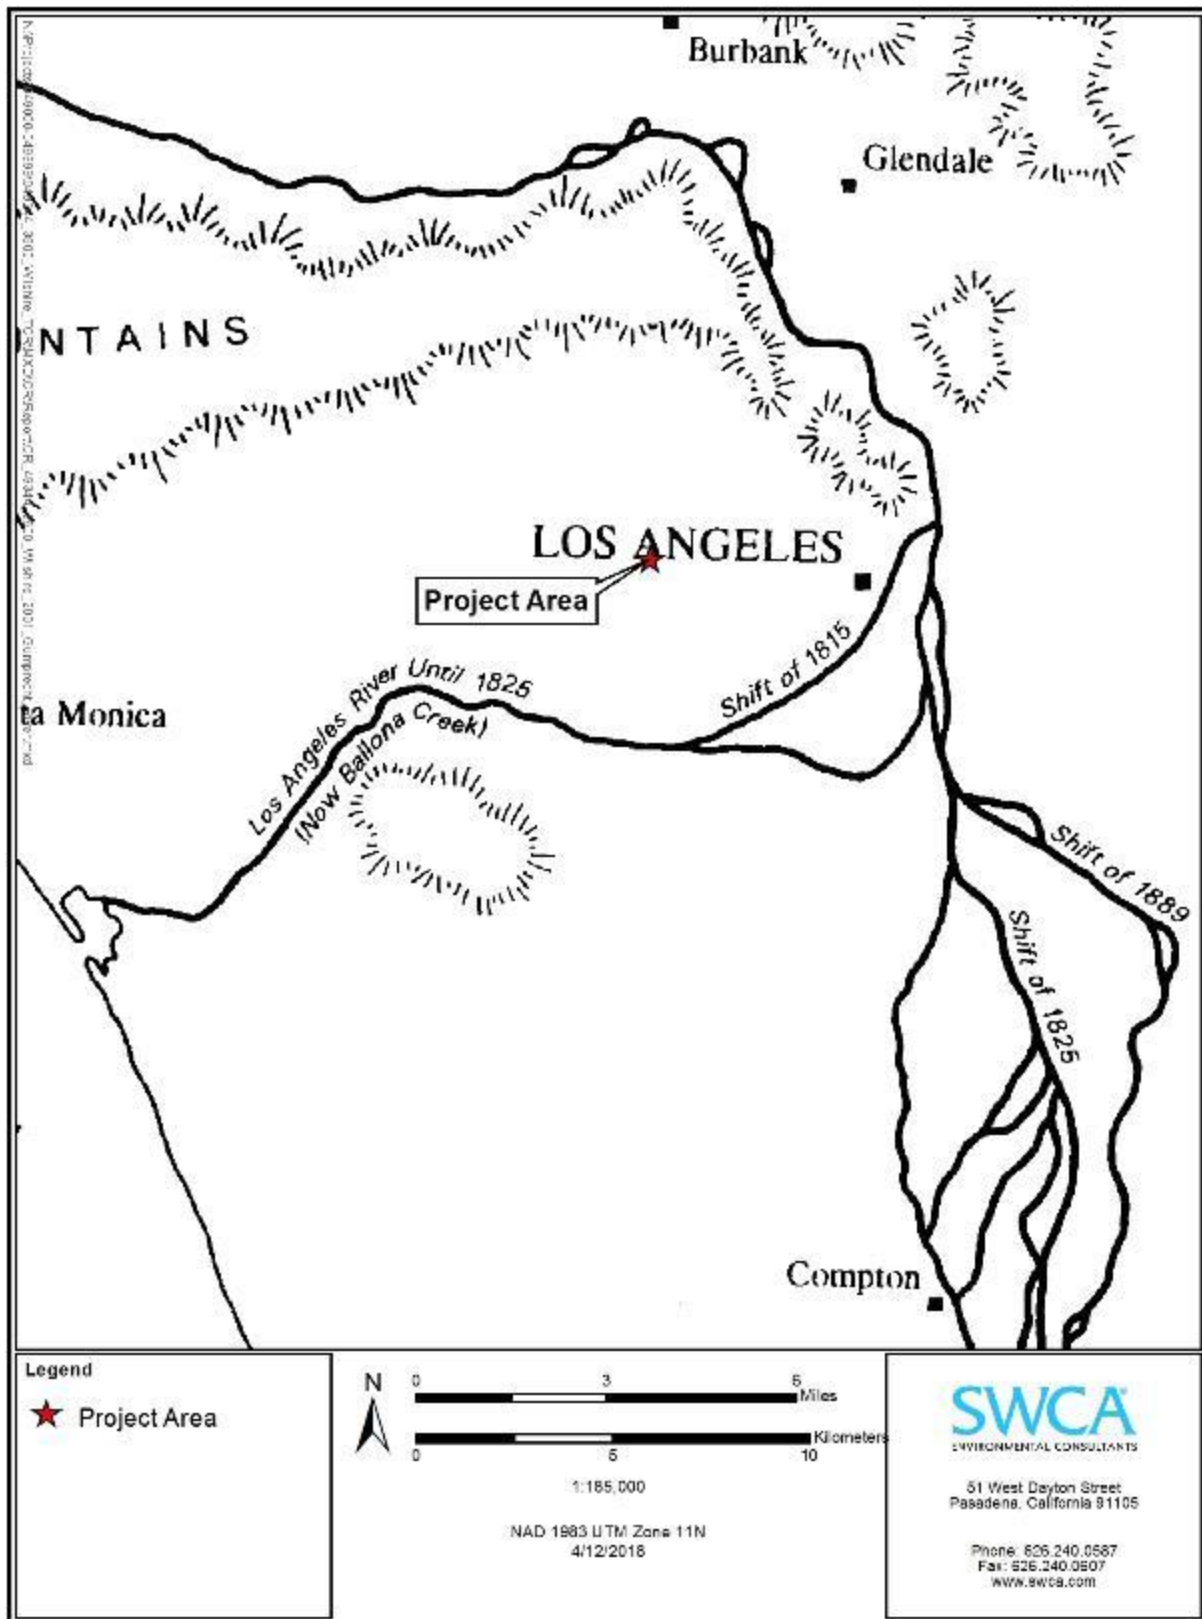 Burbank
Glendale
NTAINS
LOS ANGELES
Project Area
Shift of 1815
Los Angeles River Until 1825
(Now Ballona Creek)
ta Monica
Shift of 1889
Shift of 1825
Compton
Legend
Project Area
N
0 3 6
Miles
Kilometers
0 5 10
1:185,000
NAD 1983 UTM Zone 11N
4/12/2018
SWCA
ENVIRONMENTAL CONSULTANTS
51 West Dayton Street
Pasadena, California 91105
Phone: 626.240.0587
Fax: 626.240.0607
www.swca.com